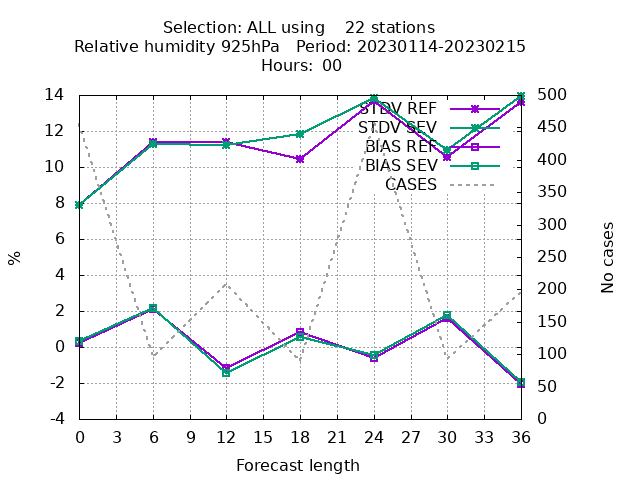 Selection: ALL using 22 stations
Relative humidity 925hPa Period: 20230114-20230215
Hours: 00
14
12
10
8
6
4
2
0
-2
-4
%
500
450
400
350
300
250
200
150
100
50
0
No cases
STDV REF
STDV SEV
BIAS REF
BIAS SEV
CASES
0 3 6 9 12 15 18 21 24 27 30 33 36
Forecast length